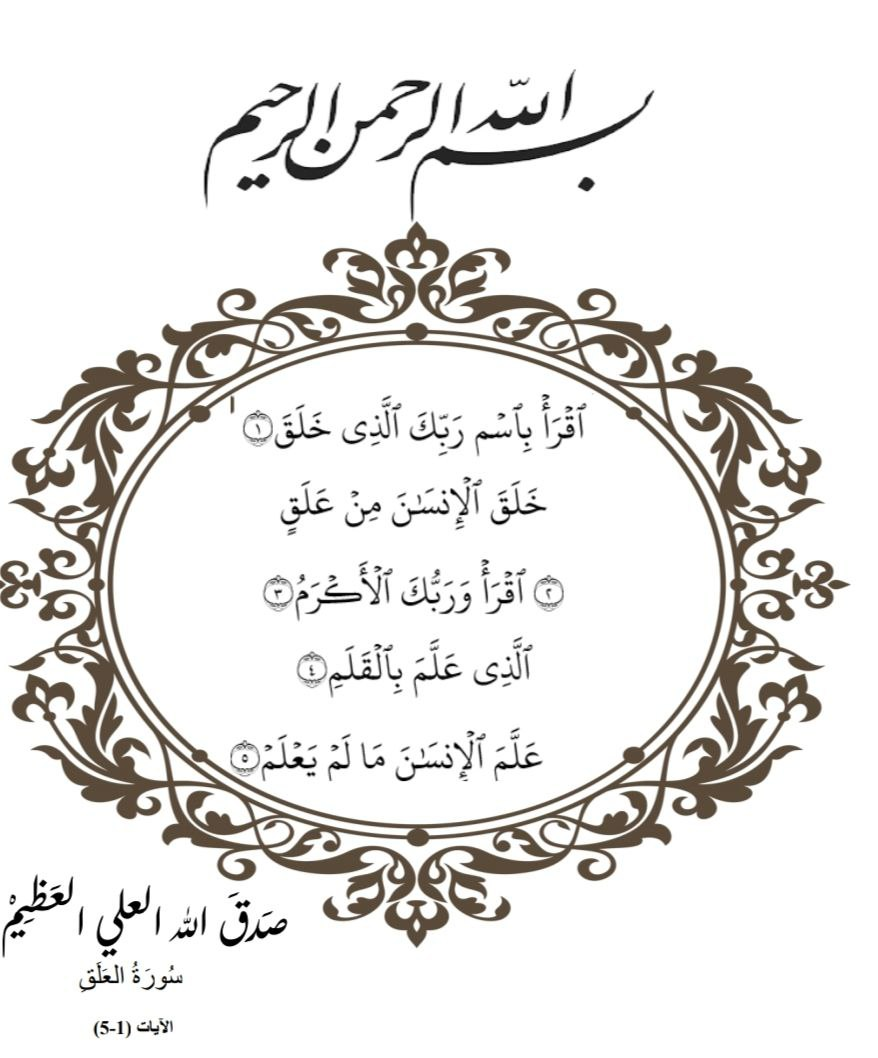 بسم الله الرحمن الرحيم
ٱقۡرَأۡ بِٱسۡمِ رَبِّكَ ٱلَّذِى خَلَقَ ١
خَلَقَ ٱلۡإِنسَٰنَ مِنۡ عَلَقٍ
٢ ٱقۡرَأۡ وَرَبُّكَ ٱلۡأَكۡرَمُ ٣
ٱلَّذِى عَلَّمَ بِٱلۡقَلَمِ ٤
عَلَّمَ ٱلۡإِنسَٰنَ مَا لَمۡ يَعۡلَمۡ ٥
صَدَقَ الله العلي العَظِيمْ
سُورَةُ العَلَقِ
الآيات (1-5)